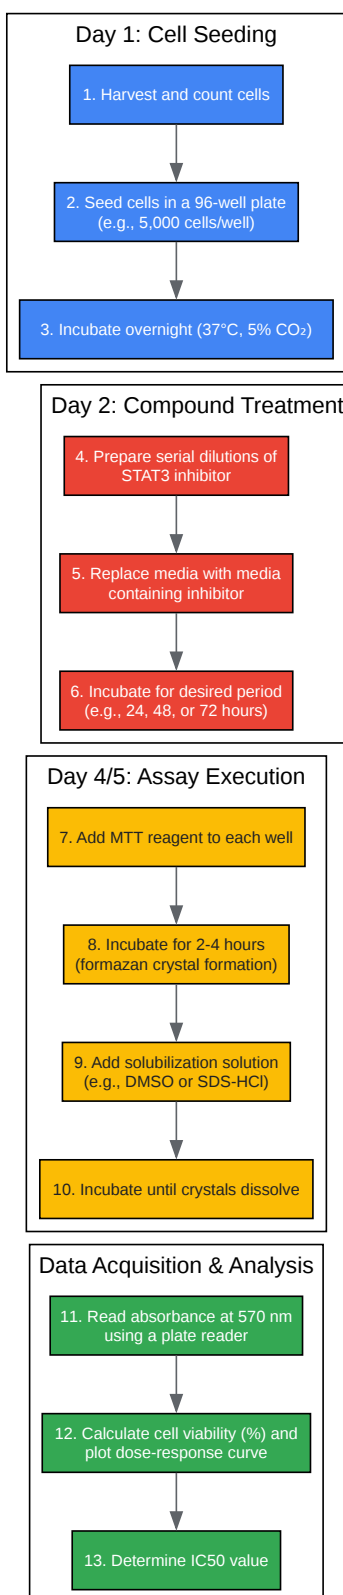 Day 1: Cell Seeding
1. Harvest and count cells
2. Seed cells in a 96-well plate
(e.g., 5,000 cells/well)
3. Incubate overnight (37°C, 5% CO₂)
Day 2: Compound Treatment
4. Prepare serial dilutions of
STAT3 inhibitor
5. Replace media with media
containing inhibitor
6. Incubate for desired period
(e.g., 24, 48, or 72 hours)
Day 4/5: Assay Execution
7. Add MTT reagent to each well
8. Incubate for 2-4 hours
(formazan crystal formation)
9. Add solubilization solution
(e.g., DMSO or SDS-HCl)
10. Incubate until crystals dissolve
Data Acquisition & Analysis
11. Read absorbance at 570 nm
using a plate reader
12. Calculate cell viability (%) and
plot dose-response curve
13. Determine IC50 value